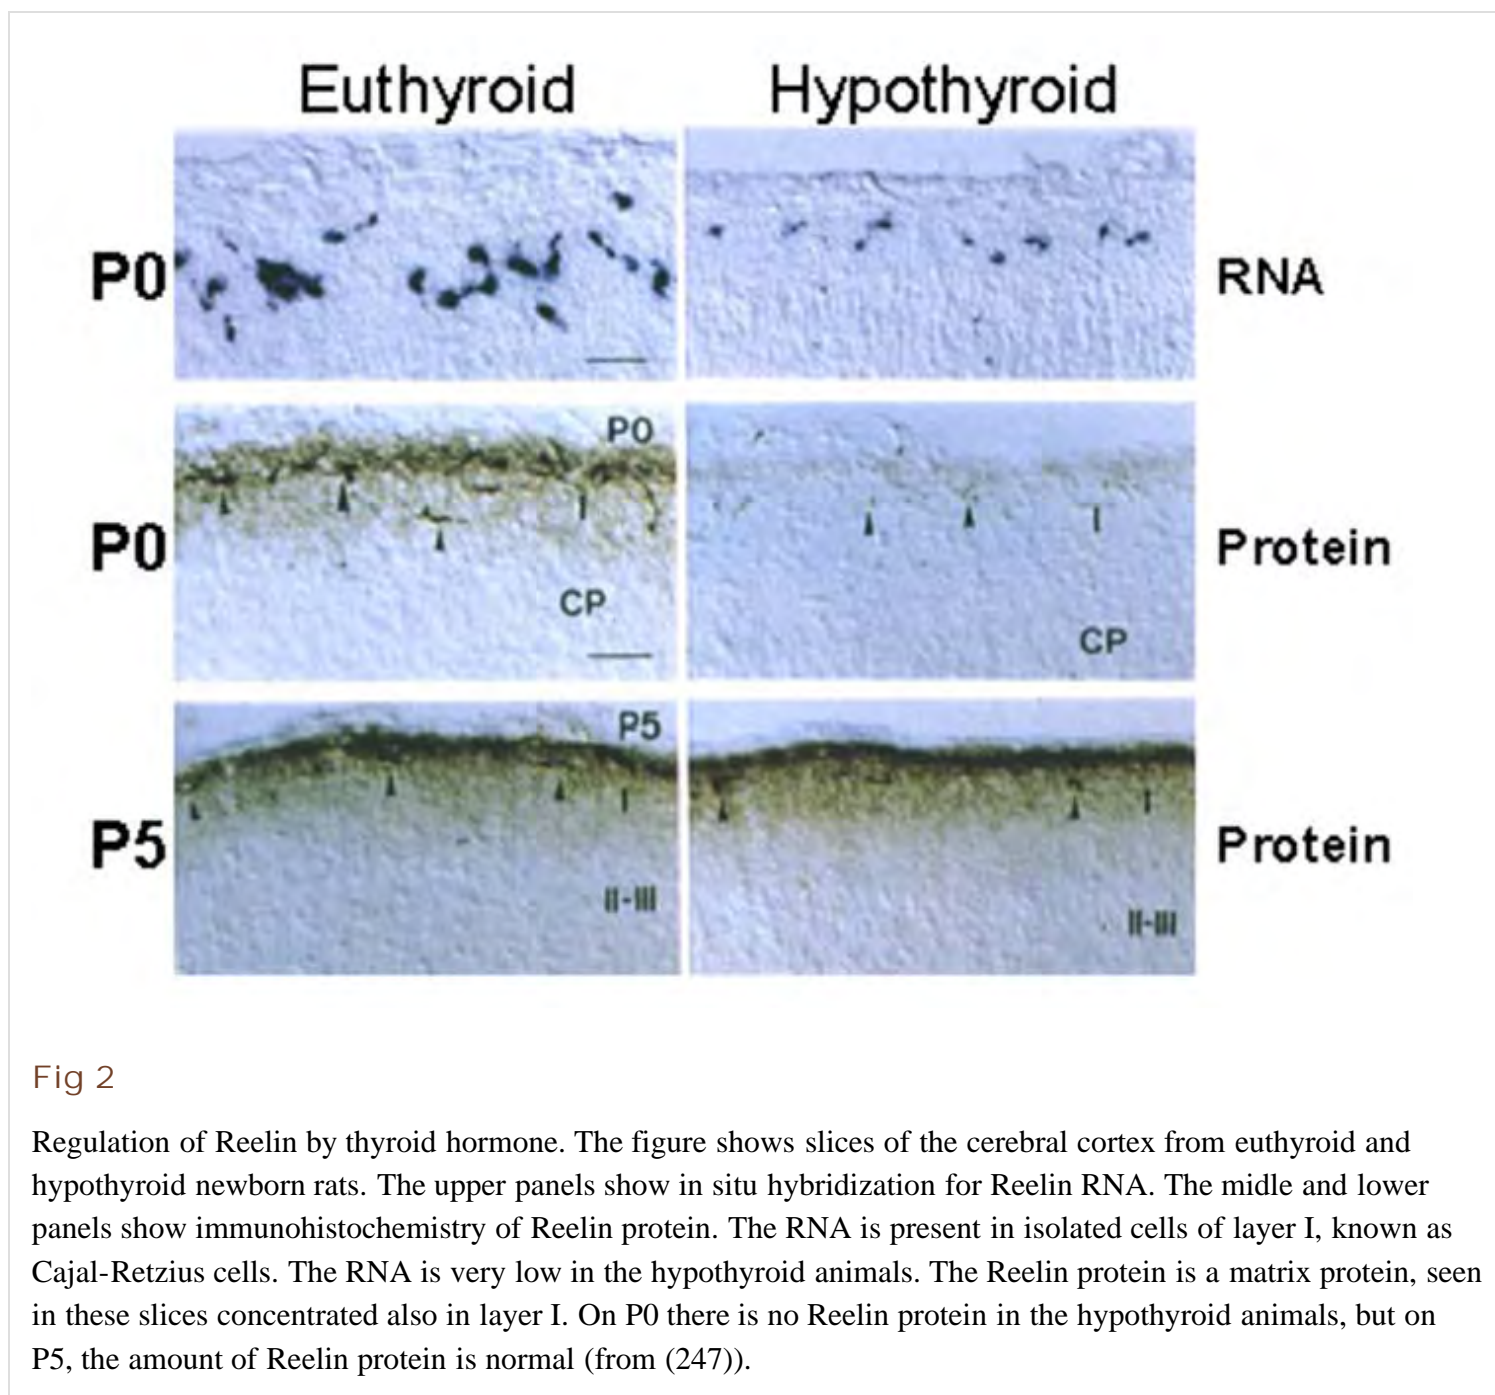 Euthyroid Hypothyroid
P0 RNA
P0
P0 I I Protein
CP
CP
P5
P5 I I Protein
II-III
II-III
Fig 2
Regulation of Reelin by thyroid hormone. The figure shows slices of the cerebral cortex from euthyroid and
hypothyroid newborn rats. The upper panels show in situ hybridization for Reelin RNA. The midle and lower
panels show immunohistochemistry of Reelin protein. The RNA is present in isolated cells of layer I, known as
Cajal-Retzius cells. The RNA is very low in the hypothyroid animals. The Reelin protein is a matrix protein, seen
in these slices concentrated also in layer I. On P0 there is no Reelin protein in the hypothyroid animals, but on
P5, the amount of Reelin protein is normal (from (247)).